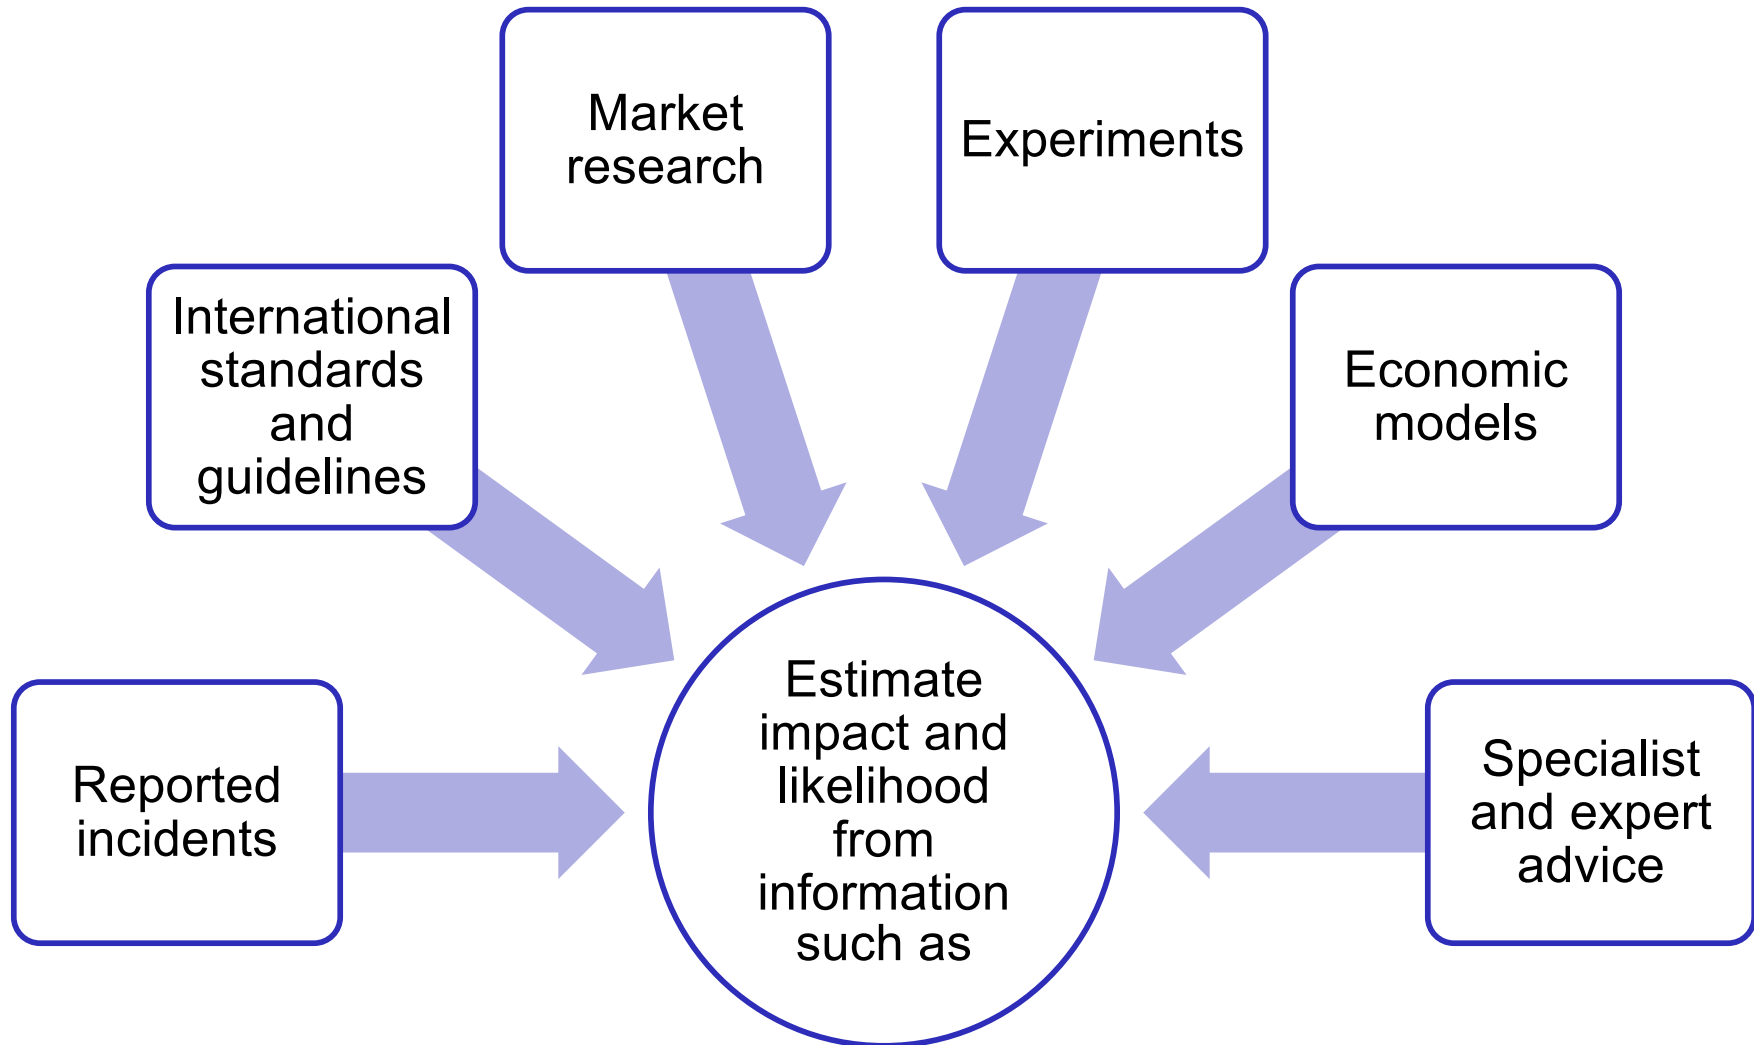 Market
research
Experiments
International
standards
and
guidelines
Economic
models
Reported
incidents
Estimate
impact and
likelihood
from
information
such as
Specialist
and expert
advice